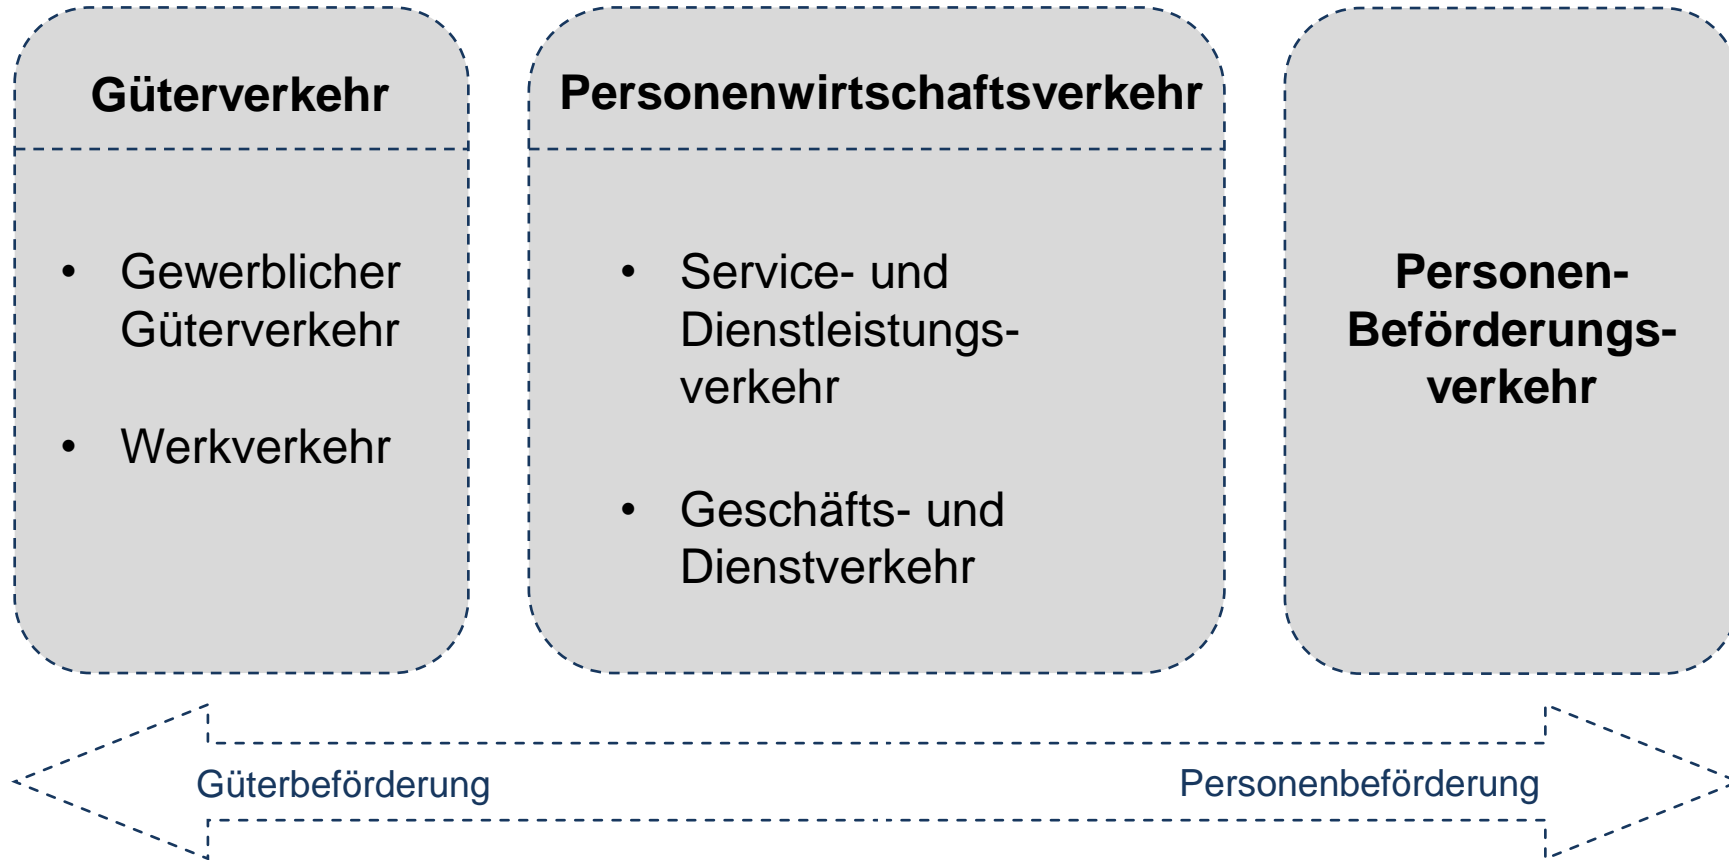 Güterverkehr
• Gewerblicher
Güterverkehr
• Werkverkehr
Personenwirtschaftsverkehr
• Service- und
Dienstleistungs-
verkehr
• Geschäfts- und
Dienstverkehr
Personen-
Beförderungs-
verkehr
Güterbeförderung
Personenbeförderung